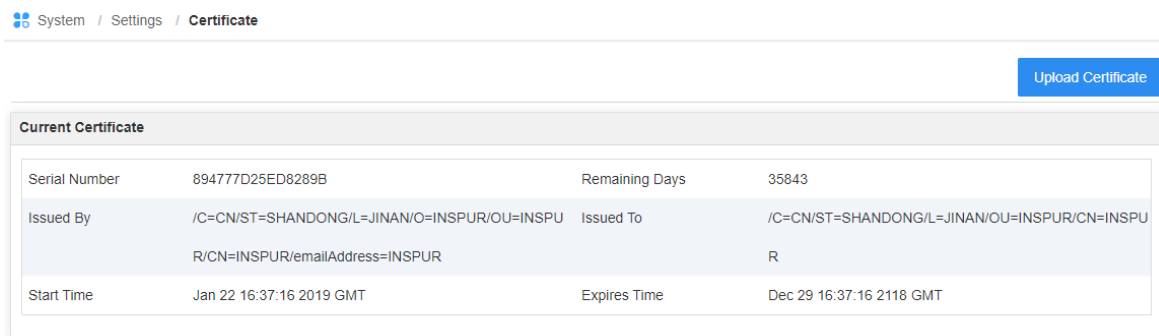 System / Settings / Certificate
Upload Certificate
Current Certificate
Serial Number 894777D25ED8289B Remaining Days 35843
Issued By /C=CN/ST=SHANDONG/L=JINAN/O=INSPUR/OU=INSPU Issued To /C=CN/ST=SHANDONG/L=JINAN/OU=INSPUR/CN=INSPU
R/CN=INSPUR/emailAddress=INSPUR R
Start Time Jan 22 16:37:16 2019 GMT Expires Time Dec 29 16:37:16 2118 GMT